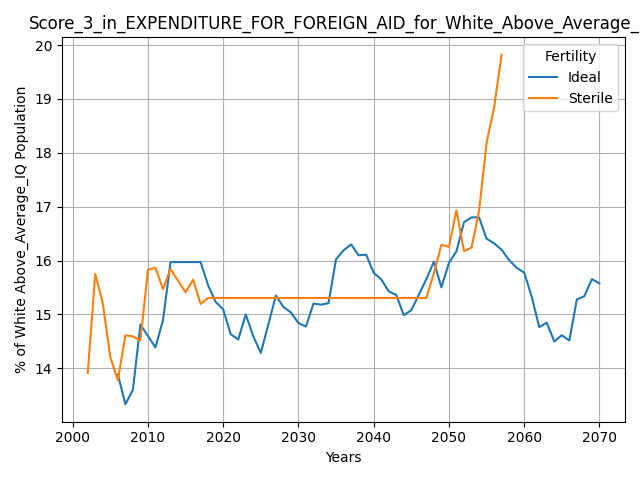 Score_3_in_EXPENDITURE_FOR_FOREIGN_AID_for_White_Above_Average_
20
19
18
17
16
15
14
% of White Above_Average_IQ Population
Fertility
Ideal
Sterile
2000 2010 2020 2030 2040 2050 2060 2070
Years